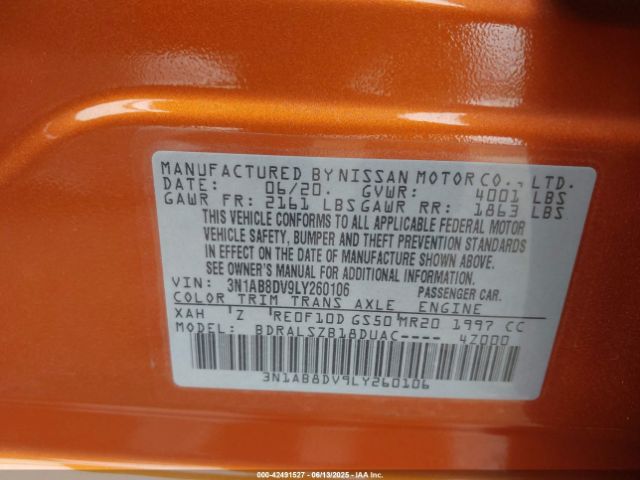 MANUFACTURED BY NISSAN MOTOR CO., LTD.
DATE: 06/20. GVWR: 4001 LBS
GAWR FR: 2161 LBS GAWR RR: 1863 LBS
THIS VEHICLE CONFORMS TO ALL APPLICABLE FEDERAL MOTOR
VEHICLE SAFETY, BUMPER AND THEFT PREVENTION STANDARDS
IN EFFECT ON THE DATE OF MANUFACTURE SHOWN ABOVE.
SEE OWNER'S MANUAL FOR ADDITIONAL INFORMATION.
VIN: 3N1AB8DV9LY260106 PASSENGER CAR.
COLOR TRIM TRANS AXLE ENGINE
XAH Z RE0F10D GS50 MR20 1997 CC
MODEL: BDRALSZB18DUAC---- 4Z000
3N1AB8DV9LY260106
000-42491527 - 06/13/2025 - IAA Inc.